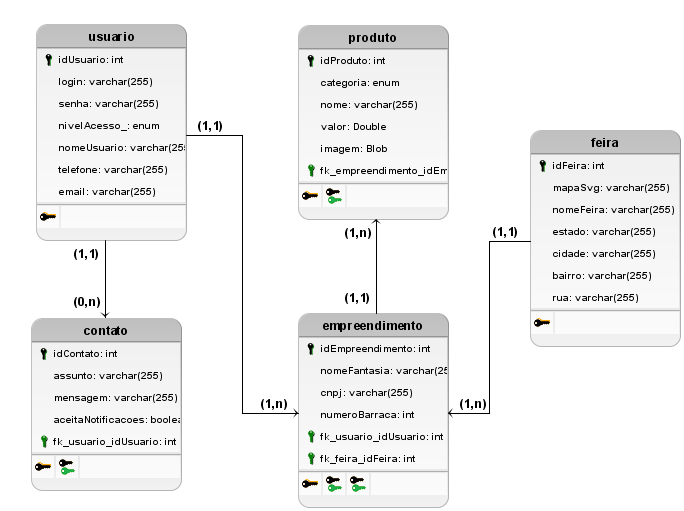 usuario
idUsuario: int
login: varchar(255)
senha: varchar(255)
nivelAcesso_: enum
nomeUsuario: varchar(25
telefone: varchar(255)
email: varchar(255)
(1,1)
(1,1)
(0,n)
contato
idContato: int
assunto: varchar(255)
mensagem: varchar(255)
aceitaNotificacoes: boolea
fk_usuario_idUsuario: int
produto
idProduto: int
categoria: enum
nome: varchar(255)
valor: Double
imagem: Blob
fk_empreendimento_idEm
(1,n)
(1,1)
empreendimento
idEmpreendimento: int
nomeFantasia: varchar(25
cnpj: varchar(255)
numeroBarraca: int
fk_usuario_idUsuario: int
fk_feira_idFeira: int
(1,n)
(1,n)
(1,1)
feira
idFeira: int
mapaSvg: varchar(255)
nomeFeira: varchar(255)
estado: varchar(255)
cidade: varchar(255)
bairro: varchar(255)
rua: varchar(255)